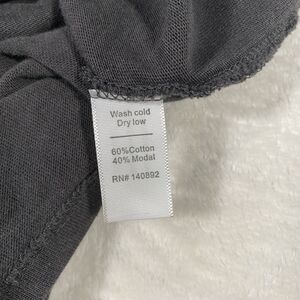 Wash cold
Dry low
60%Cotton
40% Modal
RN# 140892